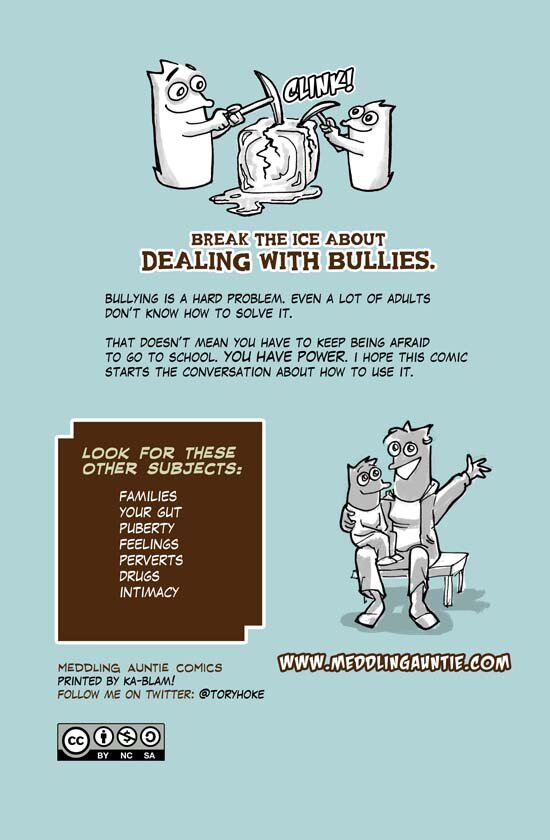 CLINK!
BREAK THE ICE ABOUT
DEALING WITH BULLIES.
BULLYING IS A HARD PROBLEM. EVEN A LOT OF ADULTS
DON'T KNOW HOW TO SOLVE IT.
THAT DOESN'T MEAN YOU HAVE TO KEEP BEING AFRAID
TO GO TO SCHOOL. YOU HAVE POWER. I HOPE THIS COMIC
STARTS THE CONVERSATION ABOUT HOW TO USE IT.
LOOK FOR THESE
OTHER SUBJECTS:
FAMILIES
YOUR GUT
PUBERTY
FEELINGS
PERVERTS
DRUGS
INTIMACY
WWW.MEDDLINGAUNTIE.COM
MEDDLING AUNTIE COMICS
PRINTED BY KA-BLAM!
FOLLOW ME ON TWITTER: @TORYHOKE
CC
BY NC SA